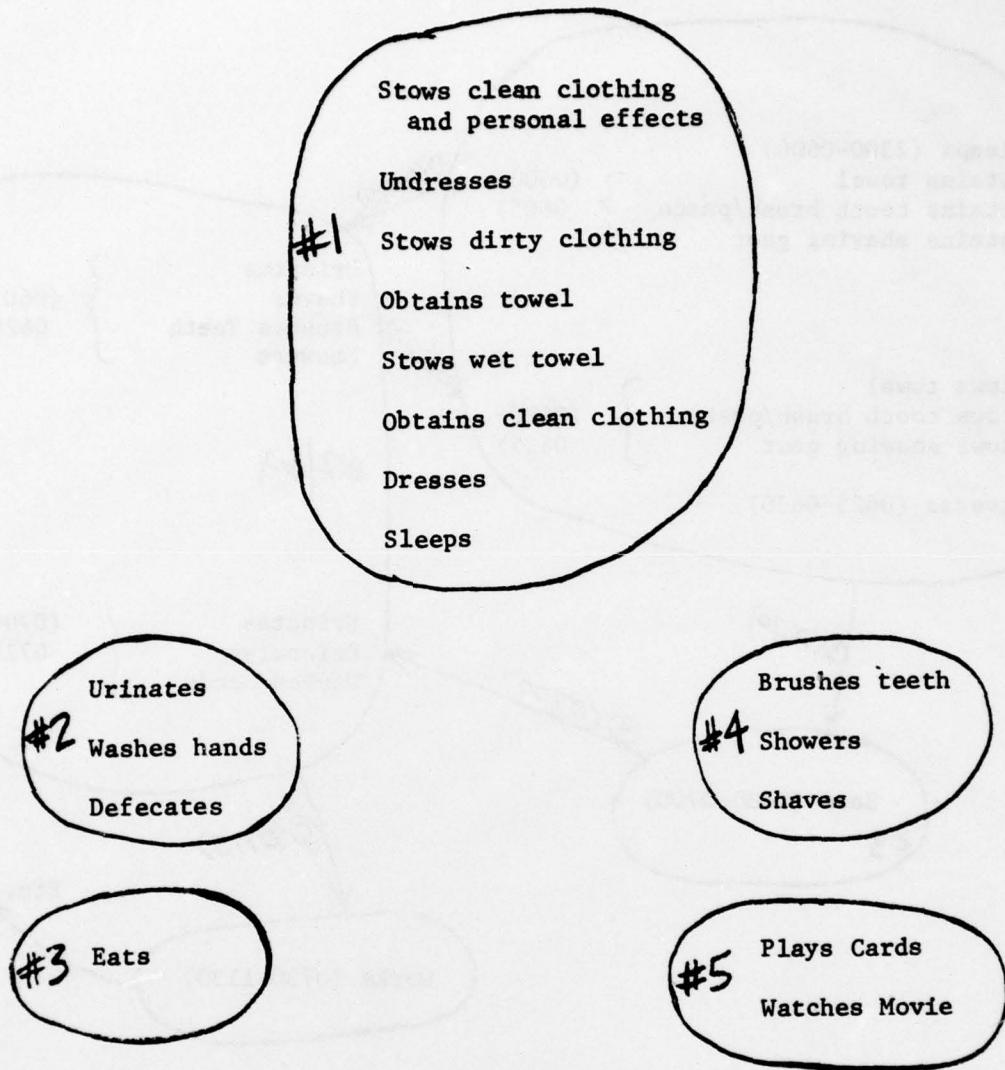 Stows clean clothing
and personal effects
Undresses
#1
Stows dirty clothing
Obtains towel
Stows wet towel
Obtains clean clothing
Dresses
Sleeps
Urinates
#2
Washes hands
Defecates
Brushes teeth
#4
Showers
Shaves
#3
Eats
Plays Cards
#5
Watches Movie